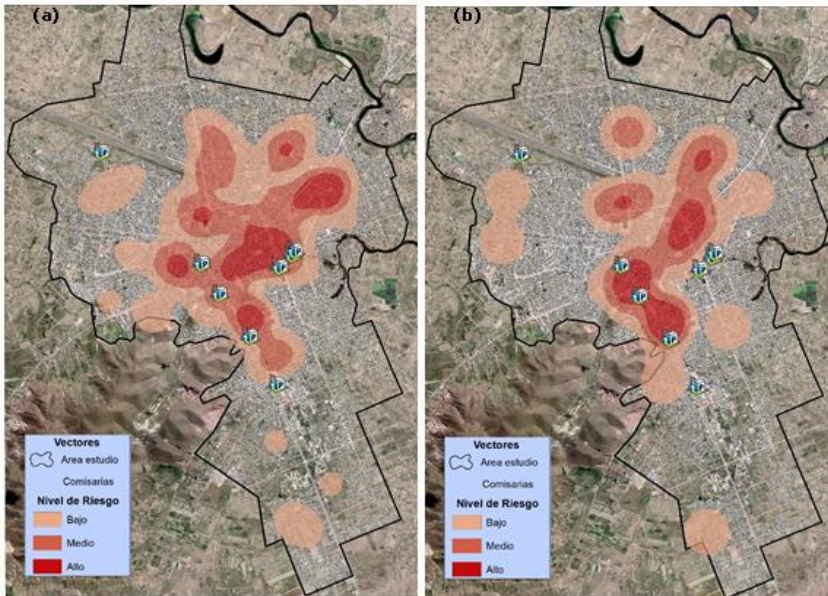 (a)
Vectores
Area estudio
Comisarias
Nivel de Riesgo
Bajo
Medio
Alto
(b)
Vectores
Area estudio
Comisarias
Nivel de Riesgo
Bajo
Medio
Alto